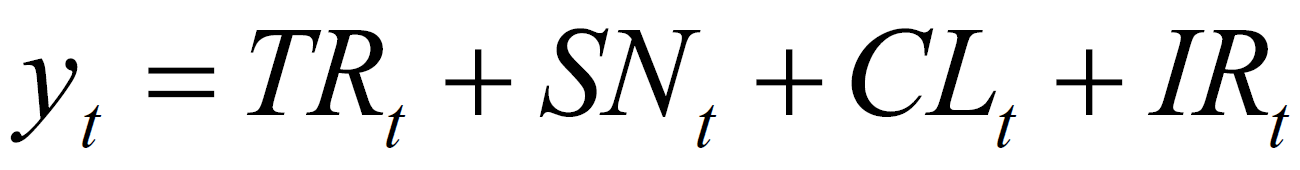 y_t = TR_t + SN_t + CL_t + IR_t